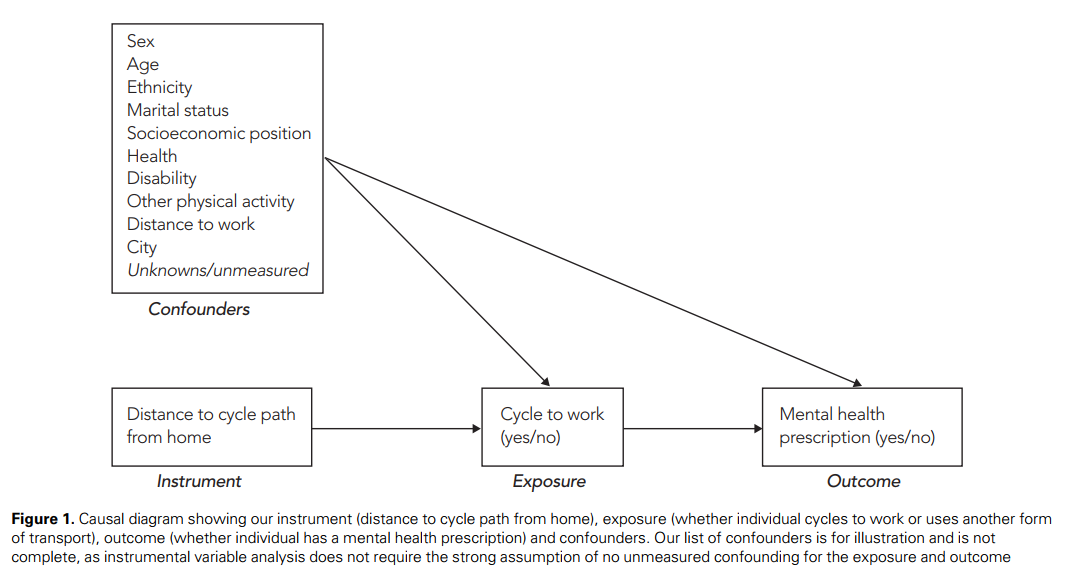 Sex
Age
Ethnicity
Marital status
Socioeconomic position
Health
Disability
Other physical activity
Distance to work
City
Unknowns/unmeasured
Confounders
Distance to cycle path
from home
Instrument
Cycle to work
(yes/no)
Exposure
Mental health
prescription (yes/no)
Outcome
Figure 1. Causal diagram showing our instrument (distance to cycle path from home), exposure (whether individual cycles to work or uses another form
of transport), outcome (whether individual has a mental health prescription) and confounders. Our list of confounders is for illustration and is not
complete, as instrumental variable analysis does not require the strong assumption of no unmeasured confounding for the exposure and outcome